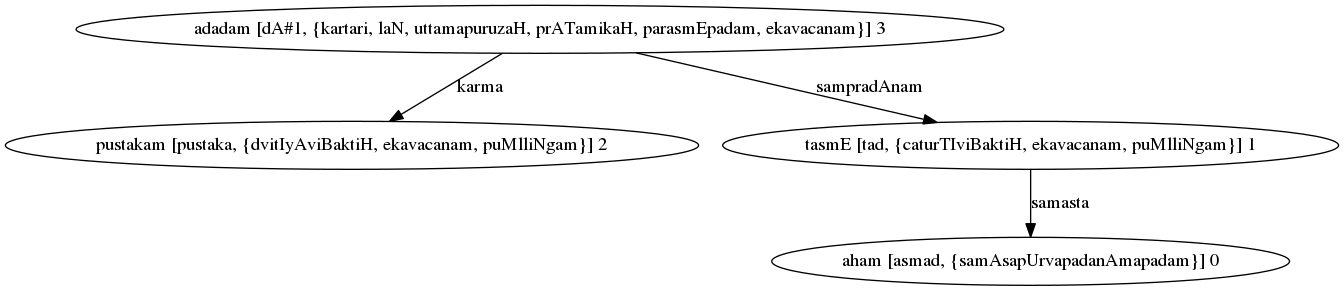 adadam [dA#1, {kartari, laN, uttamapuruzaH, prATamikaH, parasmEpadam, ekavacanam}] 3
karma
sampradAnam
pustakam [pustaka, {dvitIyAviBaktiH, ekavacanam, puMlliNgam}] 2
tasmE [tad, {caturTIviBaktiH, ekavacanam, puMlliNgam}] 1
samasta
aham [asmad, {samAsapUrvapadanAmapadam}] 0